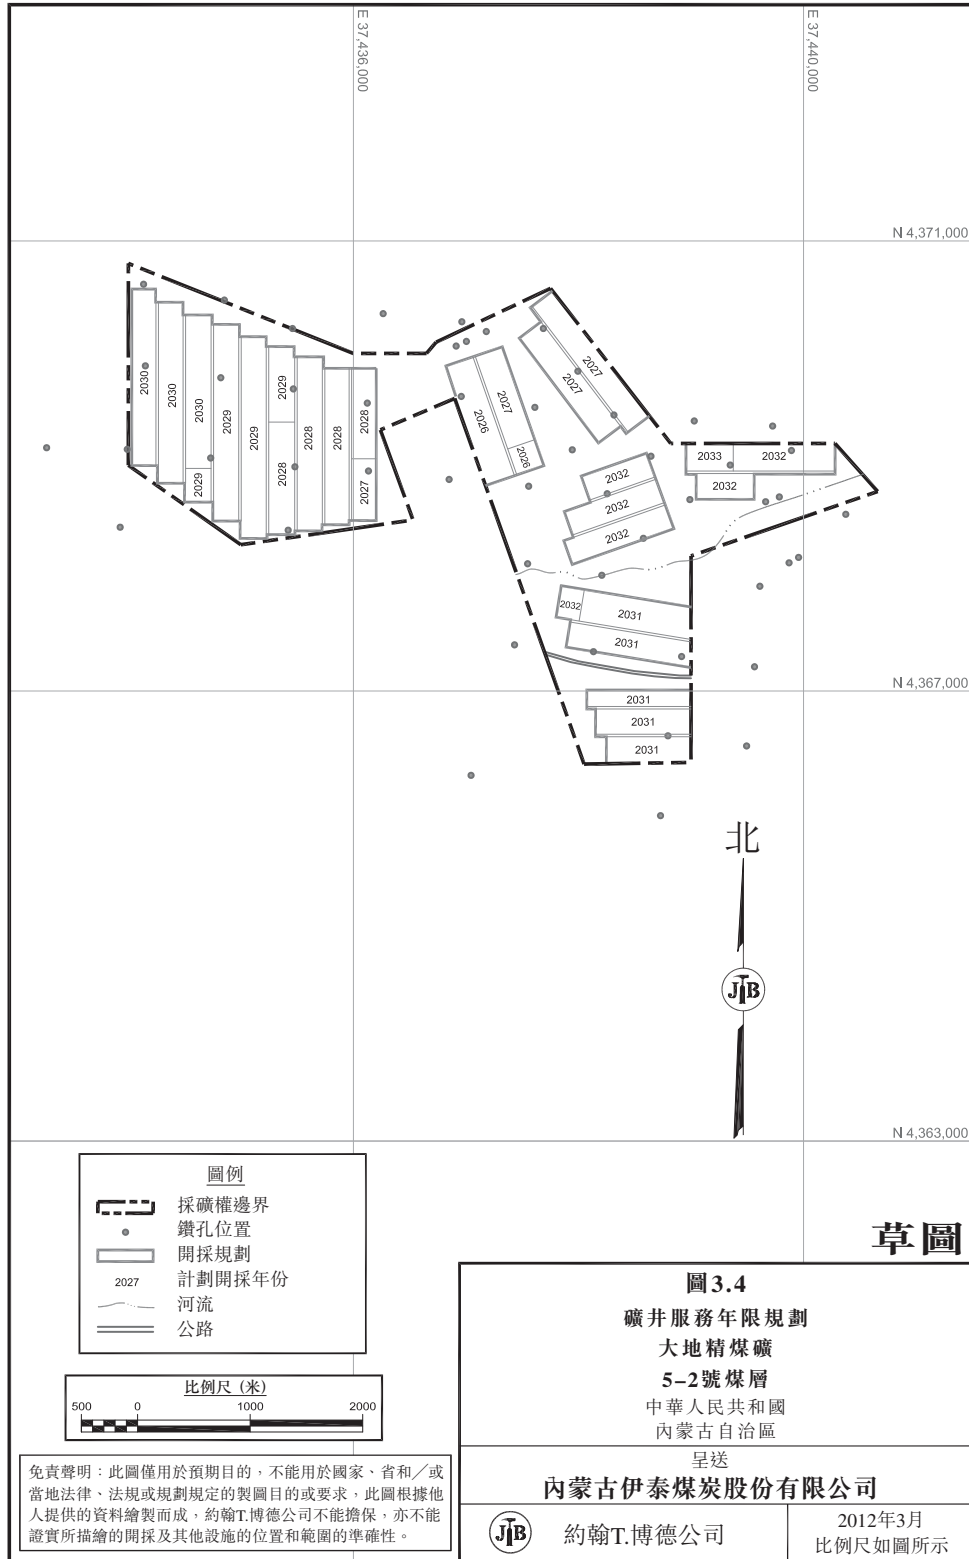 E 37,436,000
E 37,440,000
N 4,371,000
2027
2027
2027
2026
2026
2030
2030
2030
2029
2029
2029
2029
2028
2028
2028
2028
2027
2033
2032
2032
2032
2032
2032
2032
2031
2031
N 4,367,000
2031
2031
2031
北
JTB
N 4,363,000
圖例
採礦權邊界
鑽孔位置
開採規劃
2027
計劃開採年份
河流
公路
比例尺 (米)
500 0 1000 2000
免責聲明：此圖僅用於預期目的，不能用於國家、省和／或
當地法律、法規或規劃規定的製圖目的或要求，此圖根據他
人提供的資料繪製而成，約翰T.博德公司不能擔保，亦不能
證實所描繪的開採及其他設施的位置和範圍的準確性。
草圖
圖3.4
礦井服務年限規劃
大地精煤礦
5–2號煤層
中華人民共和國
內蒙古自治區
呈送
內蒙古伊泰煤炭股份有限公司
JTB
約翰T.博德公司
2012年3月
比例尺如圖所示